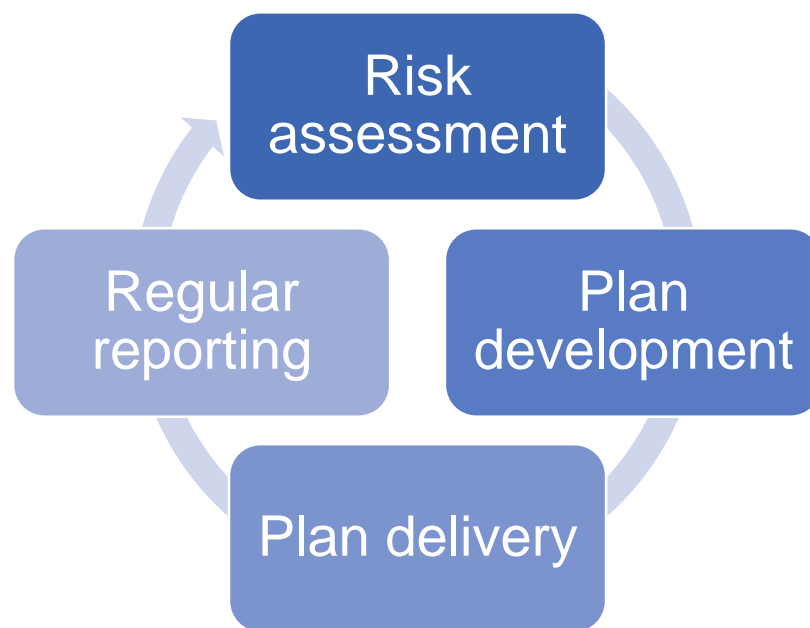 Risk
assessment
Plan
development
Plan delivery
Regular
reporting